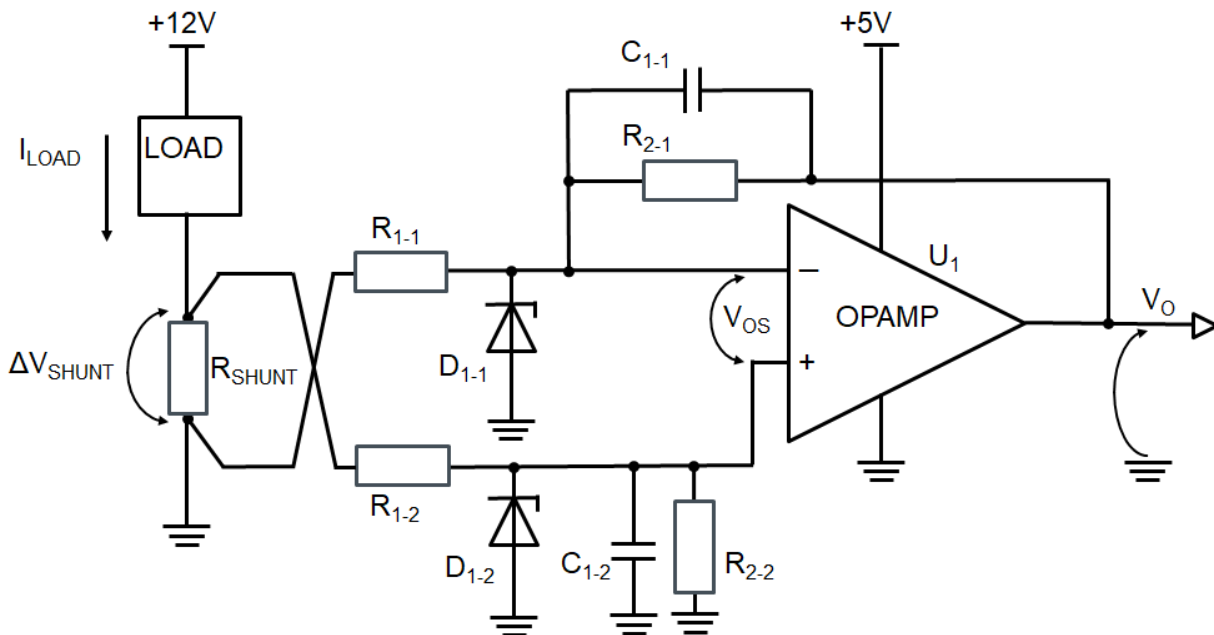 +12V
+5V
C1-1
ILOAD
LOAD
R2-1
R1-1
U1
–
VOS
OPAMP
VO
D1-1
ΔVSHUNT
RSHUNT
+
R1-2
D1-2
C1-2
R2-2